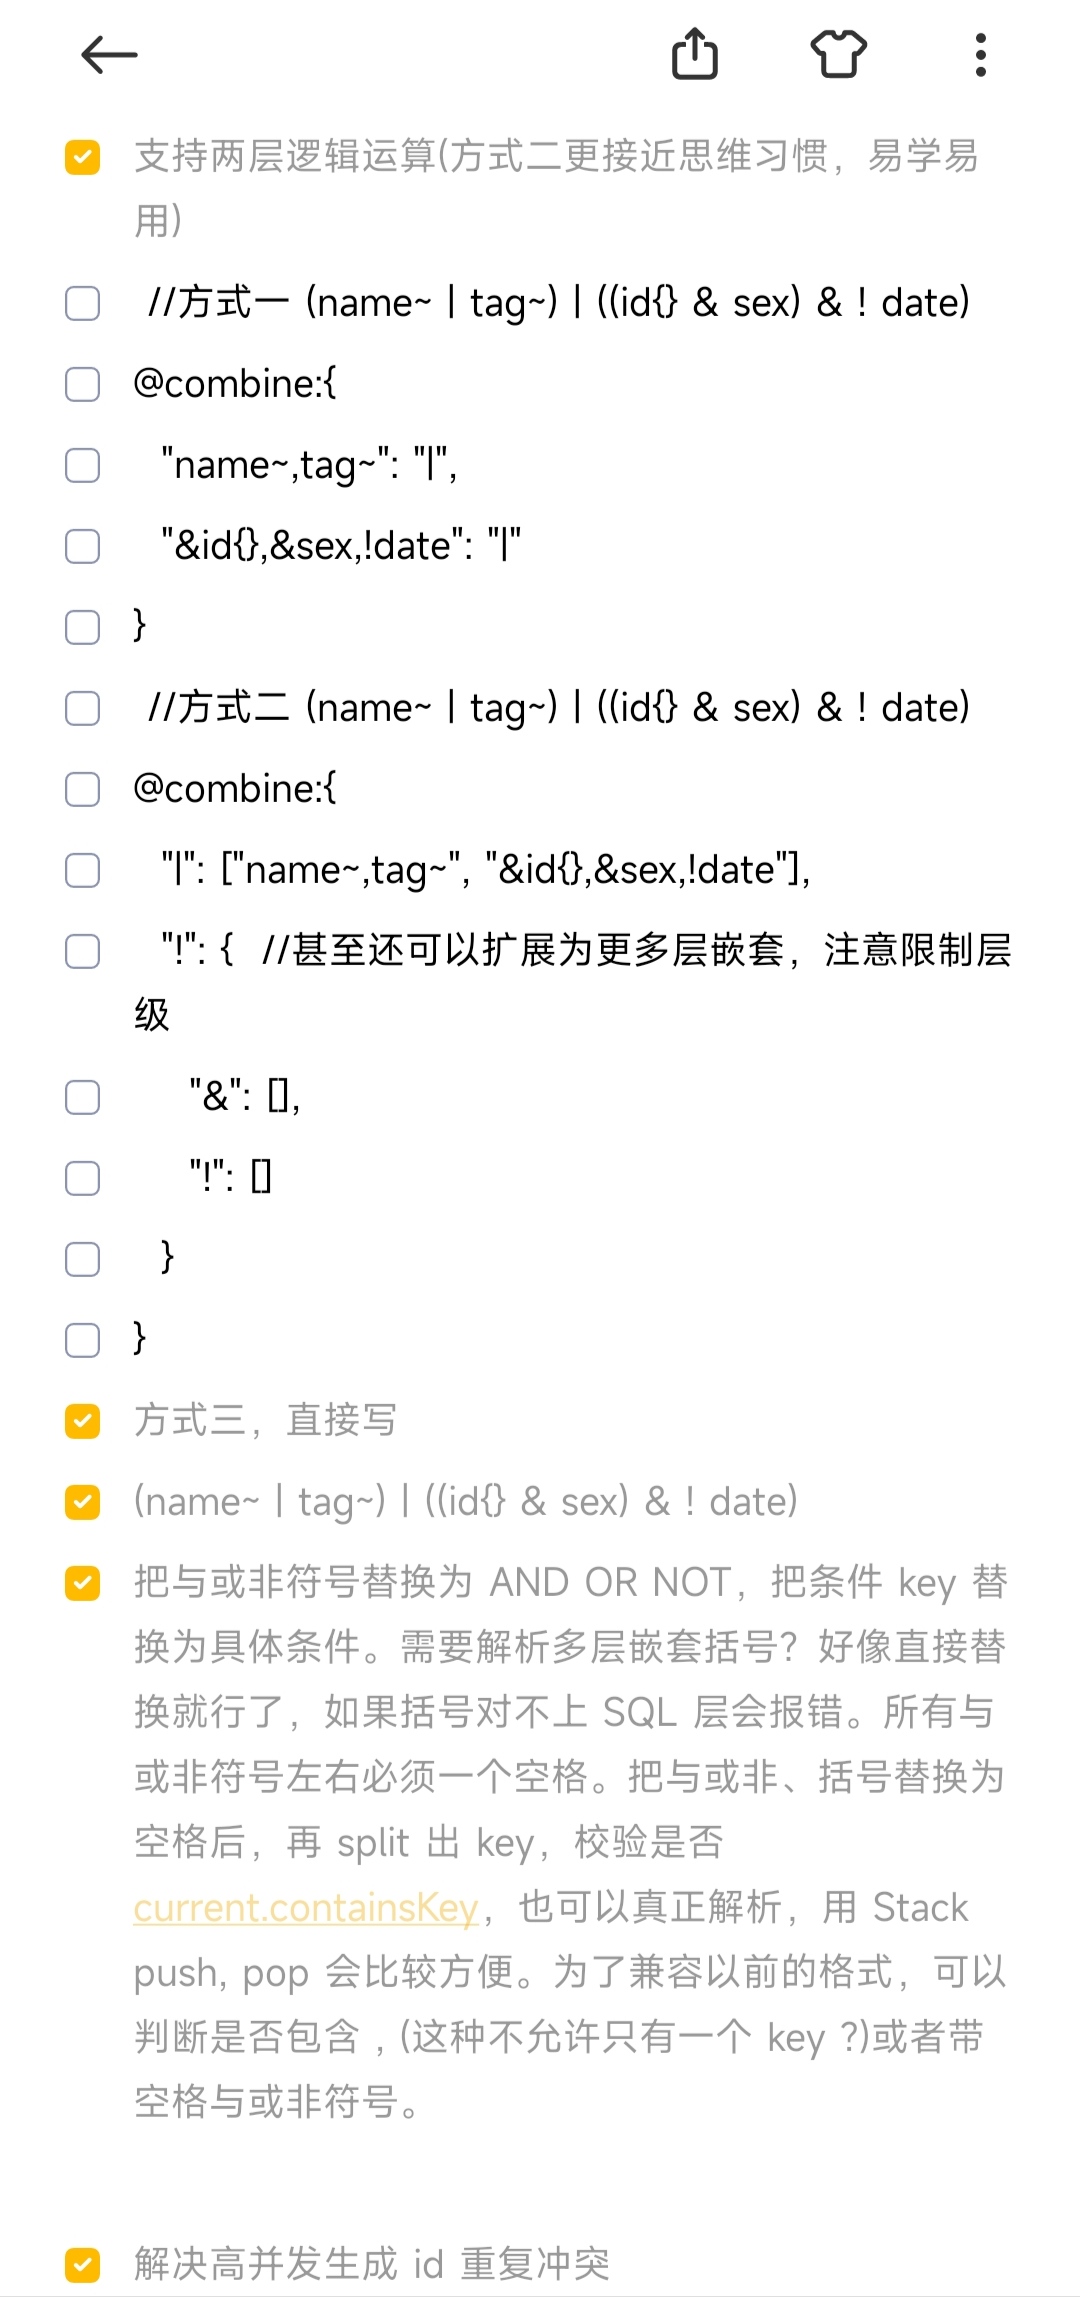 支持两层逻辑运算(方式二更接近思维习惯，易学易
用)
//方式一 (name~ | tag~) | ((id{} & sex) & ! date)
@combine:{
"name~,tag~": "|",
"&id{},&sex,!date": "|"
}
//方式二 (name~ | tag~) | ((id{} & sex) & ! date)
@combine:{
"|": ["name~,tag~", "&id{},&sex,!date"],
"!": { //甚至还可以扩展为更多层嵌套，注意限制层
级
"&": [],
"!": []
}
}
方式三，直接写
(name~ | tag~) | ((id{} & sex) & ! date)
把与或非符号替换为 AND OR NOT，把条件 key 替
换为具体条件。需要解析多层嵌套括号？好像直接替
换就行了，如果括号对不上 SQL 层会报错。所有与
或非符号左右必须一个空格。把与或非、括号替换为
空格后，再 split 出 key，校验是否
current.containsKey，也可以真正解析，用 Stack
push, pop 会比较方便。为了兼容以前的格式，可以
判断是否包含 , (这种不允许只有一个 key ?)或者带
空格与或非符号。
解决高并发生成 id 重复冲突